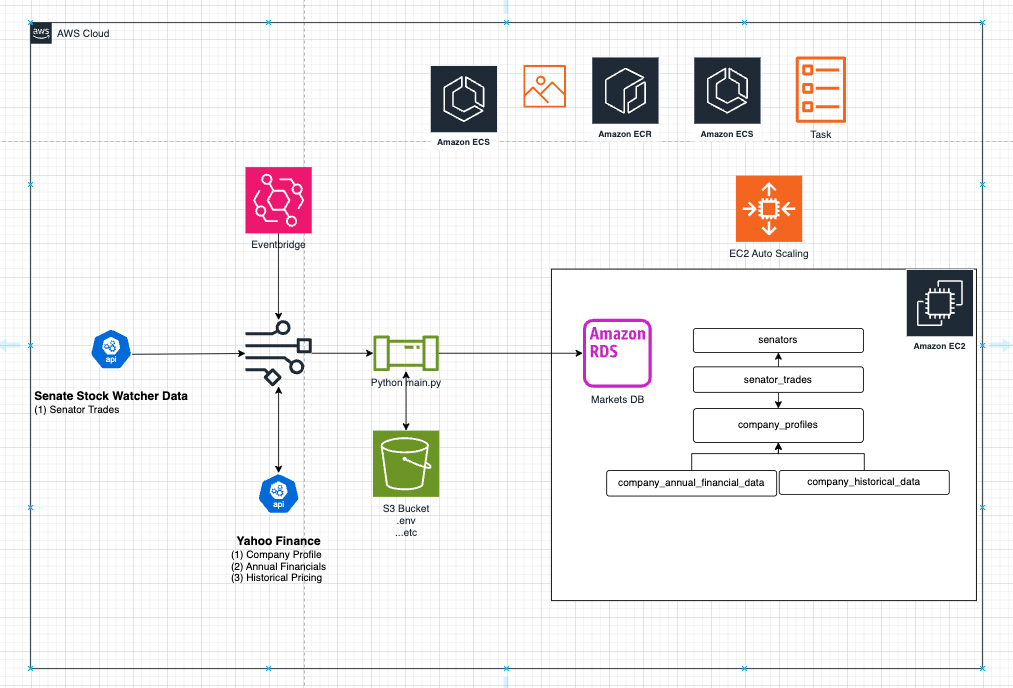 aws
AWS Cloud
Amazon ECS
Amazon ECR
Amazon ECS
Task
Eventbridge
EC2 Auto Scaling
Amazon EC2
api
Senate Stock Watcher Data
(1) Senator Trades
Python main.py
Amazon
RDS
Markets DB
senators
senator_trades
company_profiles
company_annual_financial_data
company_historical_data
api
Yahoo Finance
(1) Company Profile
(2) Annual Financials
(3) Historical Pricing
S3 Bucket
.env
...etc